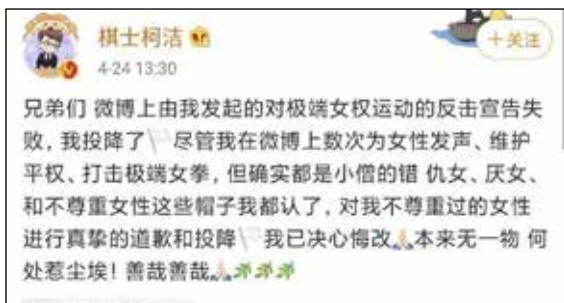 棋士柯洁
+关注
4-24 13:30
兄弟们 微博上由我发起的对极端女权运动的反击宣告失
败，我投降了🏳 尽管我在微博上数次为女性发声、维护
平权、打击极端女拳，但确实都是小僧的错 仇女、厌女、
和不尊重女性这些帽子我都认了，对我不尊重过的女性
进行真挚的道歉和投降🏳 我已决心悔改🙏本来无一物 何
处惹尘埃！善哉善哉🙏🌴🌴🌴